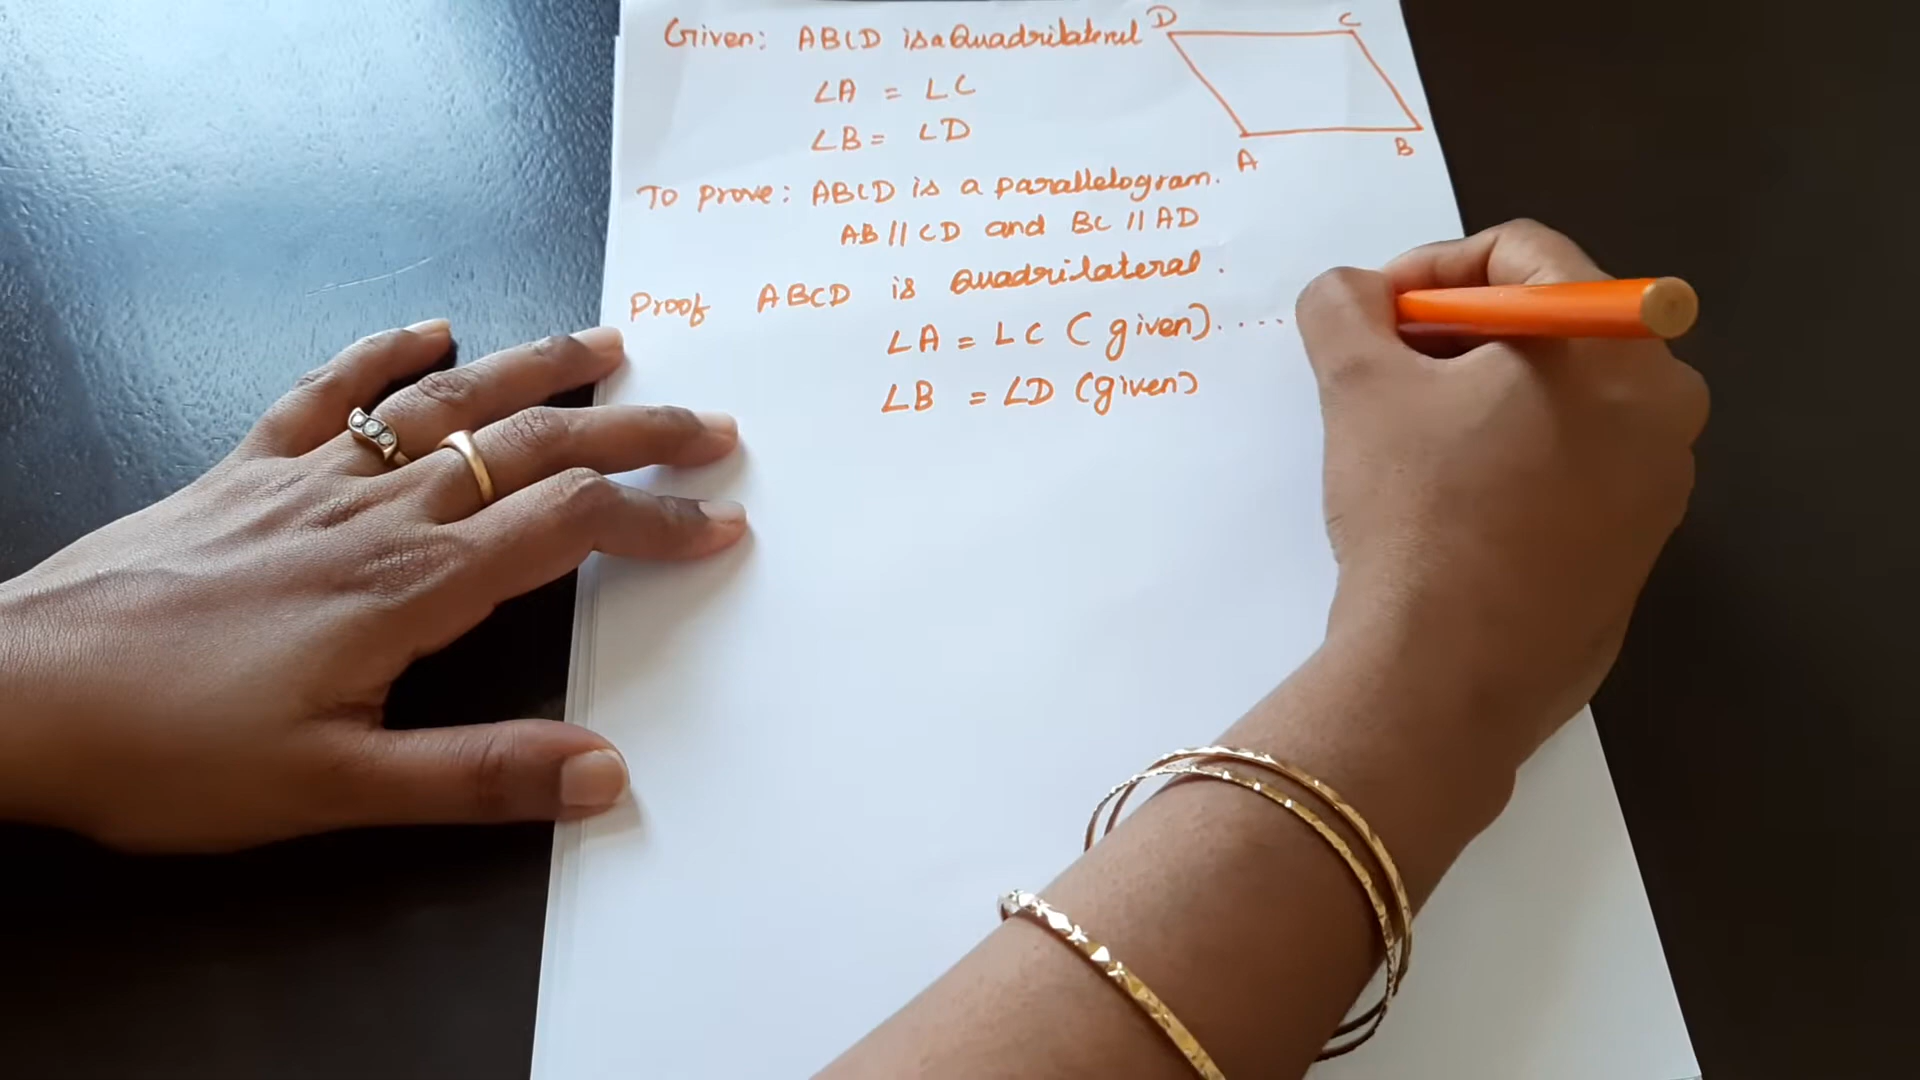 Given: ABCD is a Quadrilateral
∠A = ∠C
∠B = ∠D
D C
A B
To prove: ABCD is a parallelogram.
AB // CD and BC // AD
Proof ABCD is Quadrilateral.
∠A = ∠C (given).....
∠B = ∠D (given)